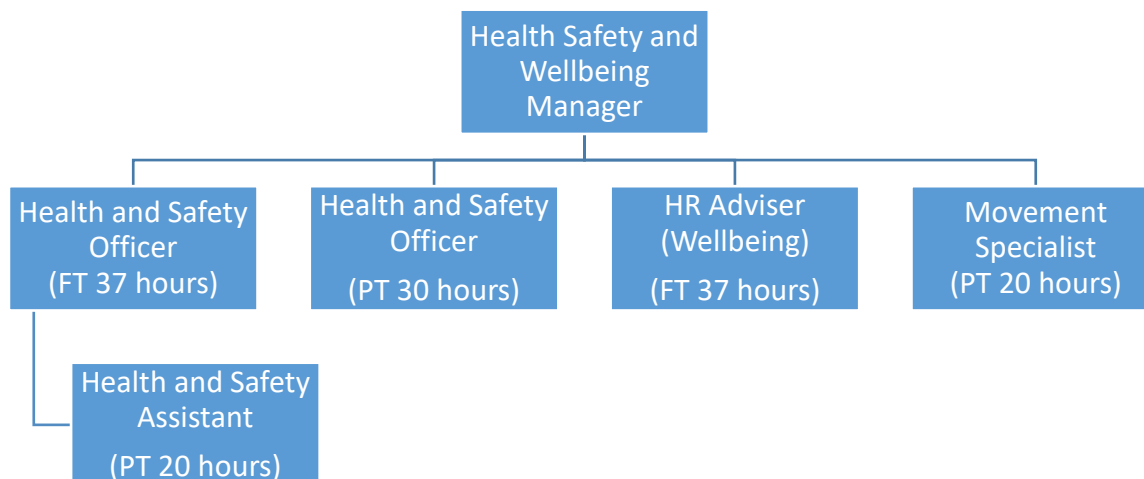 Health Safety and
Wellbeing
Manager
Health and Safety
Officer
(FT 37 hours)
Health and Safety
Officer
(PT 30 hours)
HR Adviser
(Wellbeing)
(FT 37 hours)
Movement
Specialist
(PT 20 hours)
Health and Safety
Assistant
(PT 20 hours)